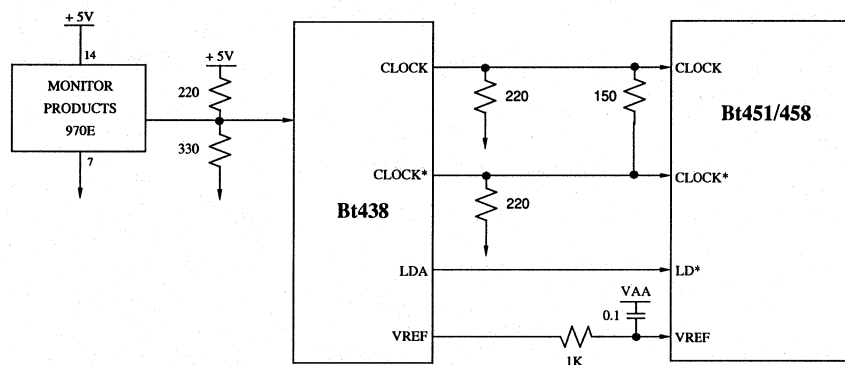 + 5V
14
MONITOR
PRODUCTS
970E
7
+ 5V
220
330
Bt438
CLOCK
CLOCK*
LDA
VREF
220
150
220
VAA
0.1
1K
Bt451/458
CLOCK
CLOCK*
LD*
VREF